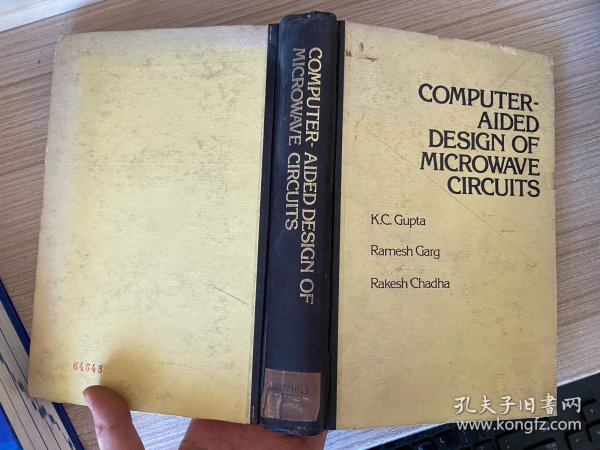 COMPUTER-
AIDED
DESIGN OF
MICROWAVE
CIRCUITS
K.C. Gupta
Ramesh Garg
Rakesh Chadha
COMPUTER- AIDED DESIGN OF
MICROWAVE CIRCUITS
64643
孔夫子旧书网
www.kongfz.com